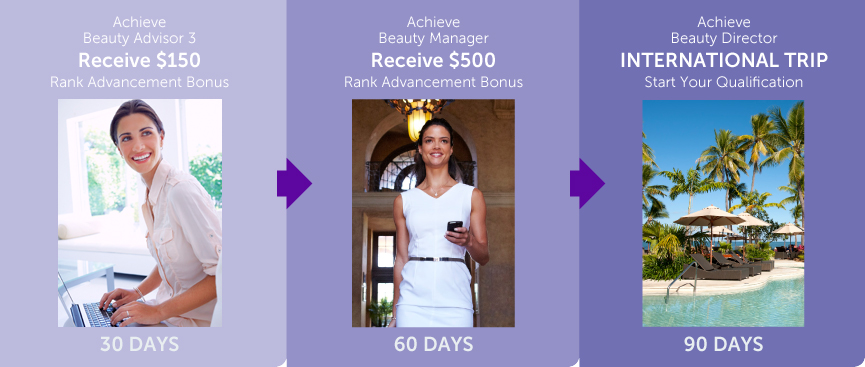 Achieve
Beauty Advisor 3
Receive $150
Rank Advancement Bonus
30 DAYS
Achieve
Beauty Manager
Receive $500
Rank Advancement Bonus
60 DAYS
Achieve
Beauty Director
INTERNATIONAL TRIP
Start Your Qualification
90 DAYS